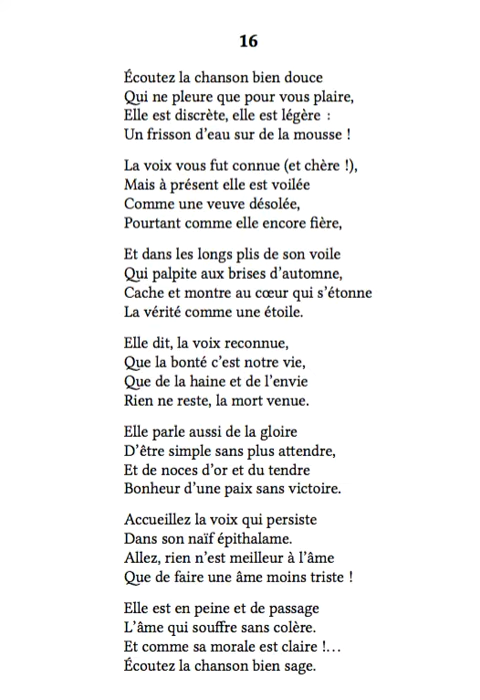 16
Écoutez la chanson bien douce
Qui ne pleure que pour vous plaire,
Elle est discrète, elle est légère :
Un frisson d'eau sur de la mousse !
La voix vous fut connue (et chère !),
Mais à présent elle est voilée
Comme une veuve désolée,
Pourtant comme elle encore fière,
Et dans les longs plis de son voile
Qui palpite aux brises d'automne,
Cache et montre au cœur qui s'étonne
La vérité comme une étoile.
Elle dit, la voix reconnue,
Que la bonté c'est notre vie,
Que de la haine et de l'envie
Rien ne reste, la mort venue.
Elle parle aussi de la gloire
D'être simple sans plus attendre,
Et de noces d'or et du tendre
Bonheur d'une paix sans victoire.
Accueillez la voix qui persiste
Dans son naïf épithalame.
Allez, rien n'est meilleur à l'âme
Que de faire une âme moins triste !
Elle est en peine et de passage
L'âme qui souffre sans colère.
Et comme sa morale est claire !…
Écoutez la chanson bien sage.